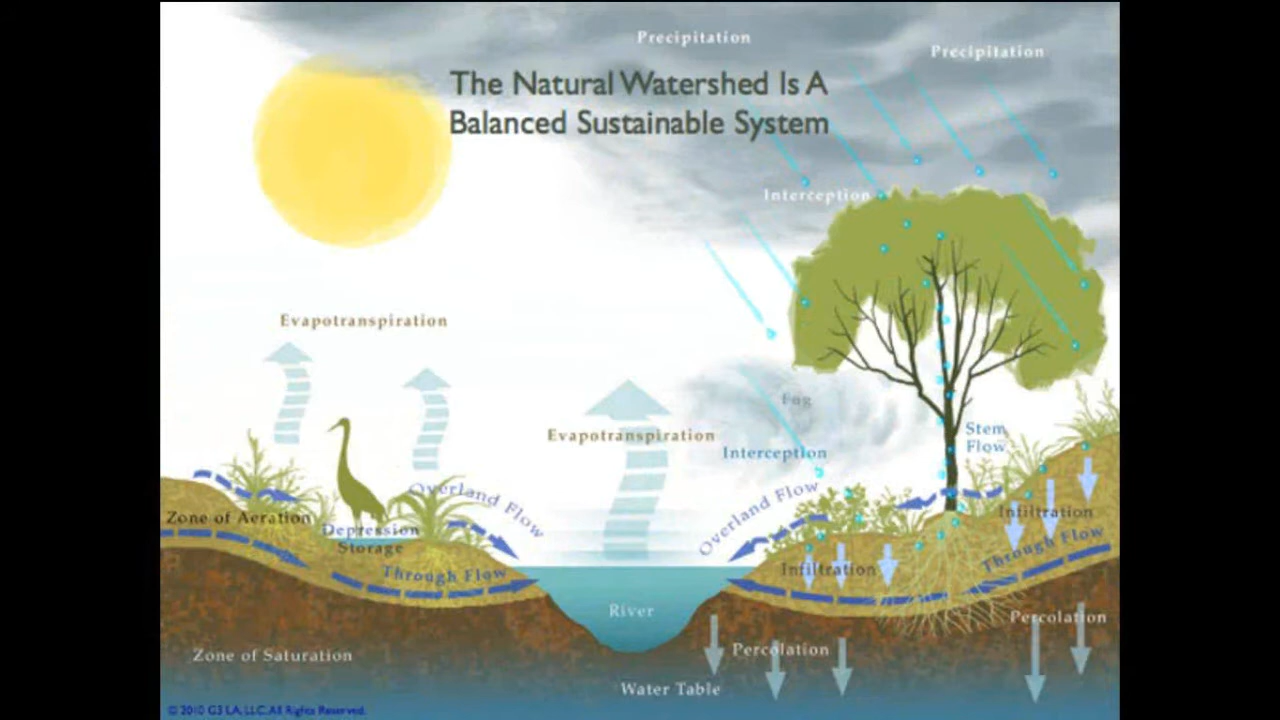 Precipitation
Precipitation
The Natural Watershed Is A
Balanced Sustainable System
Interception
Evapotranspiration
Fog
Evapotranspiration
Stem
Flow
Interception
Overland Flow
Overland Flow
Zone of Aeration
Infiltration
Depression
Storage
Through Flow
Through Flow
Infiltration
River
Percolation
Percolation
Zone of Saturation
Water Table
© 2010 G3 LA, LLC. All Rights Reserved.